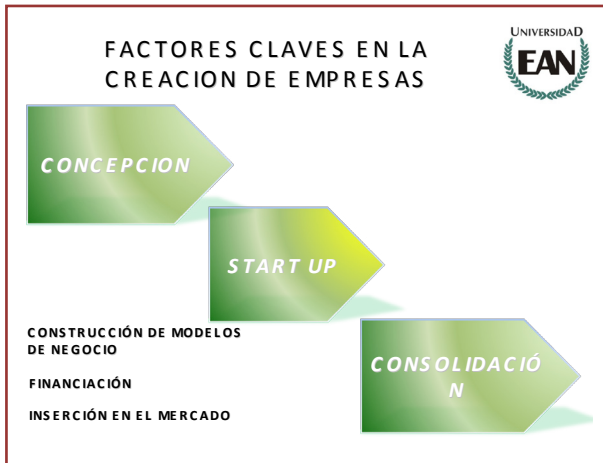 FACTORES CLAVES EN LA
CREACION DE EMPRESAS
UNIVERSIDAD
EAN
CONCEPCION
START UP
CONSTRUCCIÓN DE MODELOS
DE NEGOCIO
FINANCIACIÓN
INSERCIÓN EN EL MERCADO
CONSOLIDACIÓ
N